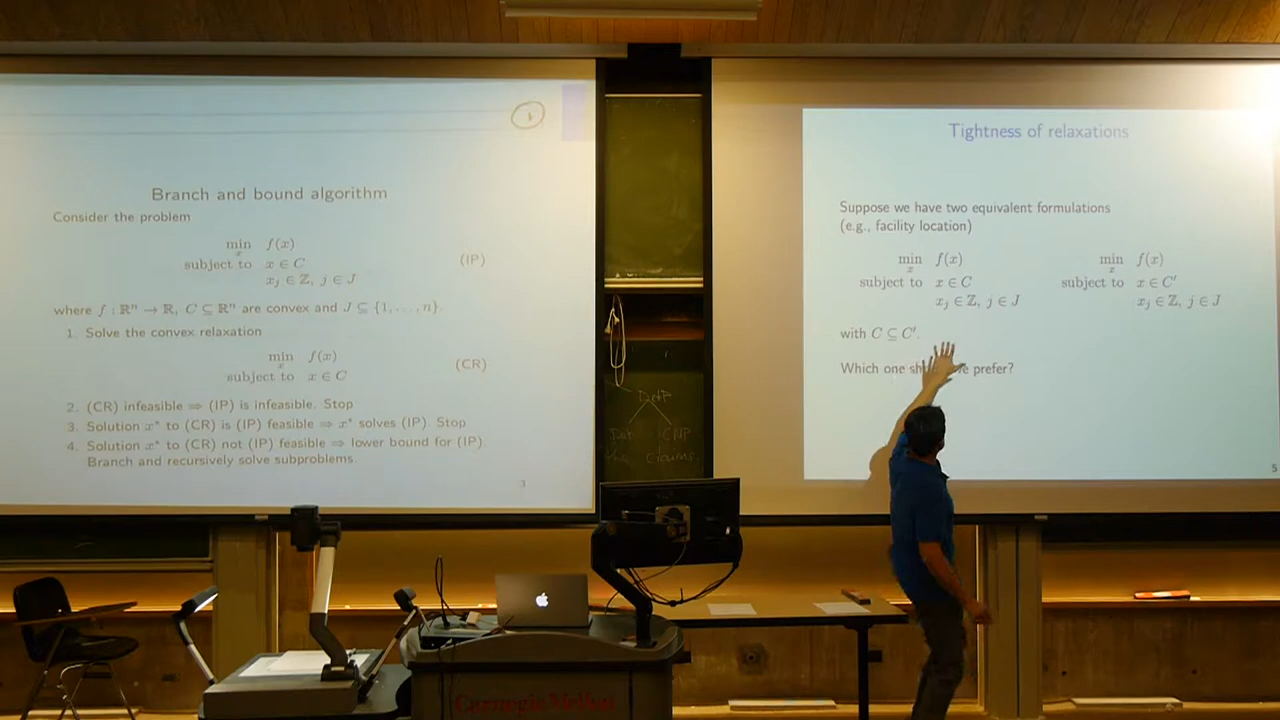 Branch and bound algorithm
Consider the problem
min f(x)
x
subject to x ∈ C (IP)
x_j ∈ ℤ, j ∈ J
where f : ℝⁿ → ℝ, C ⊆ ℝⁿ are convex and J ⊆ {1, . . . , n}.
1. Solve the convex relaxation
min f(x)
x
subject to x ∈ C (CR)
2. (CR) infeasible ⇒ (IP) is infeasible. Stop
3. Solution x* to (CR) is (IP) feasible ⇒ x* solves (IP). Stop
4. Solution x* to (CR) not (IP) feasible ⇒ lower bound for (IP).
Branch and recursively solve subproblems.
3
CNP
Carnegie Mellon
Tightness of relaxations
Suppose we have two equivalent formulations
(e.g., facility location)
min f(x) min f(x)
x x
subject to x ∈ C subject to x ∈ C′
x_j ∈ ℤ, j ∈ J x_j ∈ ℤ, j ∈ J
with C ⊆ C′.
Which one prefer?
5